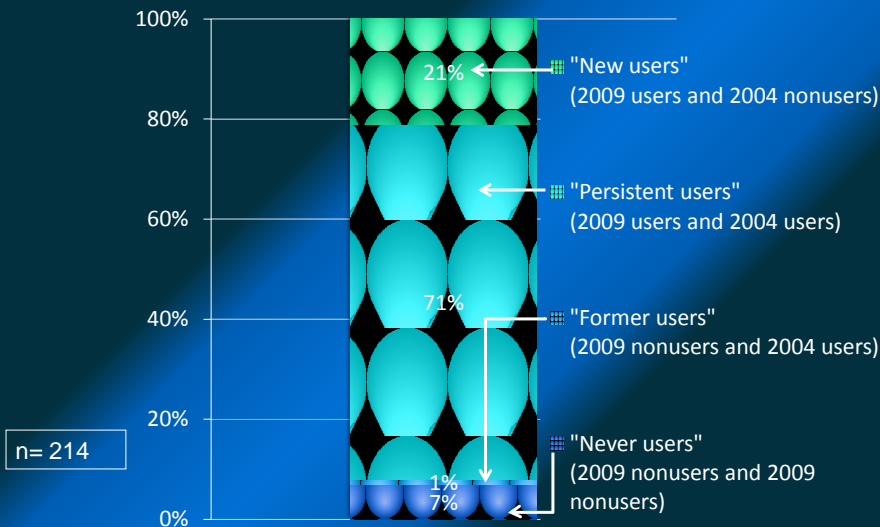 100%
80%
60%
40%
20%
0%
21%
71%
1%
7%
"New users"
(2009 users and 2004 nonusers)
"Persistent users"
(2009 users and 2004 users)
"Former users"
(2009 nonusers and 2004 users)
"Never users"
(2009 nonusers and 2009
nonusers)
n= 214